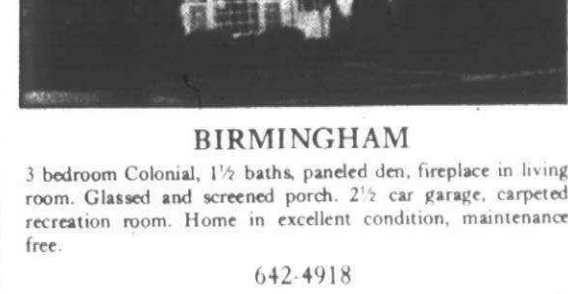 BIRMINGHAM
3 bedroom Colonial, 1½ baths, paneled den, fireplace in living
room. Glassed and screened porch. 2½ car garage, carpeted
recreation room. Home in excellent condition, maintenance
free.
642-4918